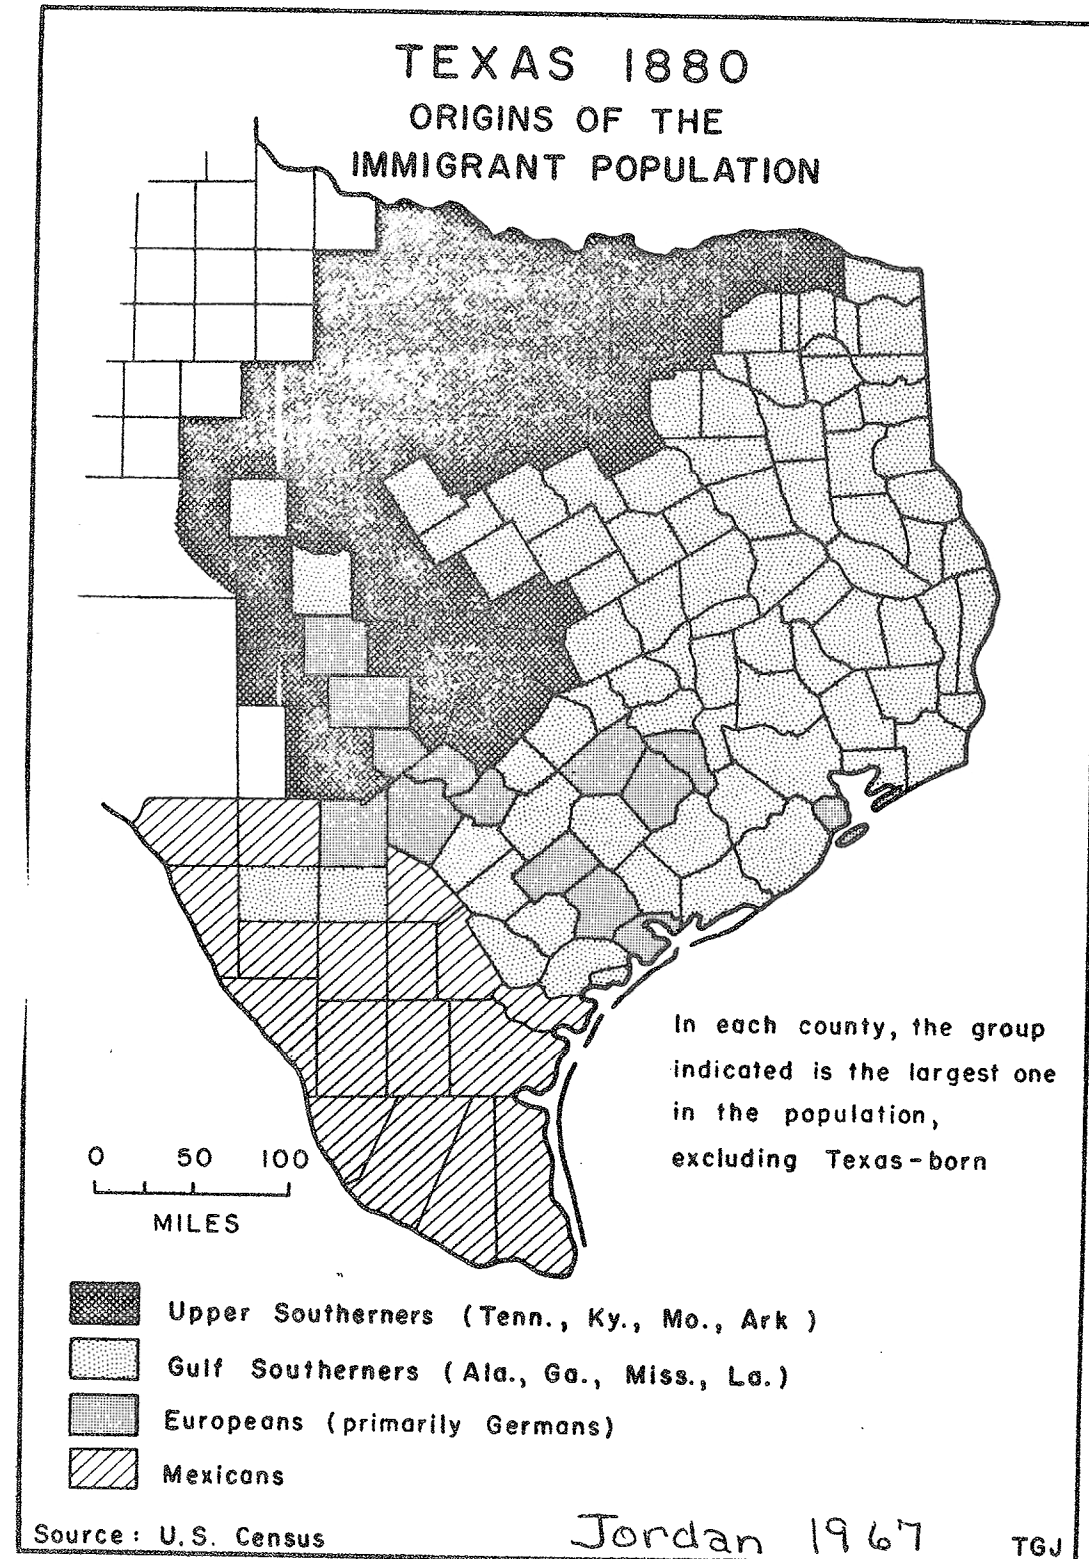 TEXAS 1880
ORIGINS OF THE
IMMIGRANT POPULATION
In each county, the group
indicated is the largest one
in the population,
excluding Texas-born
0 50 100
MILES
Upper Southerners (Tenn., Ky., Mo., Ark )
Gulf Southerners (Ala., Ga., Miss., La.)
Europeans (primarily Germans)
Mexicans
Source: U.S. Census
Jordan 1967
TGJ